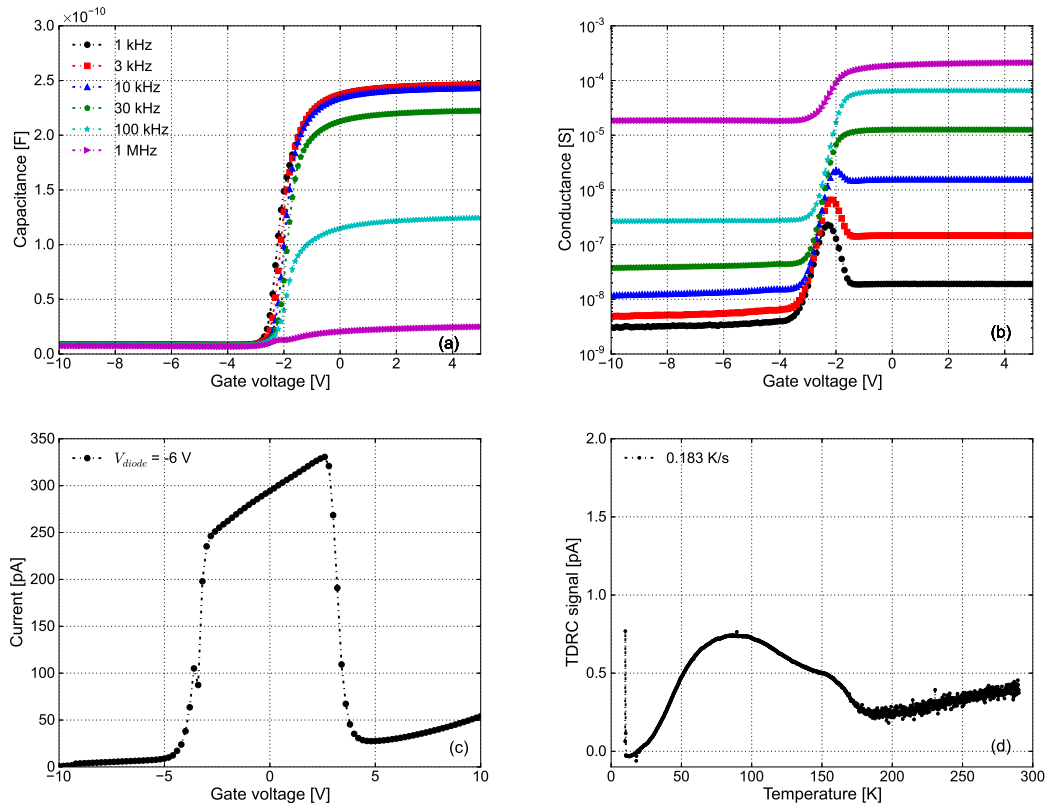 ×10⁻¹⁰
3.0
2.5
2.0
1.5
1.0
0.5
0.0
Capacitance [F]
1 kHz
3 kHz
10 kHz
30 kHz
100 kHz
1 MHz
(a)
−10 −8 −6 −4 −2 0 2 4
Gate voltage [V]
10⁻³
10⁻⁴
10⁻⁵
10⁻⁶
10⁻⁷
10⁻⁸
10⁻⁹
Conductance [S]
(b)
−10 −8 −6 −4 −2 0 2 4
Gate voltage [V]
350
300
250
200
150
100
50
0
Current [pA]
V_diode = -6 V
(c)
−10 −5 0 5 10
Gate voltage [V]
2.0
1.5
1.0
0.5
0.0
TDRC signal [pA]
0.183 K/s
(d)
0 50 100 150 200 250 300
Temperature [K]